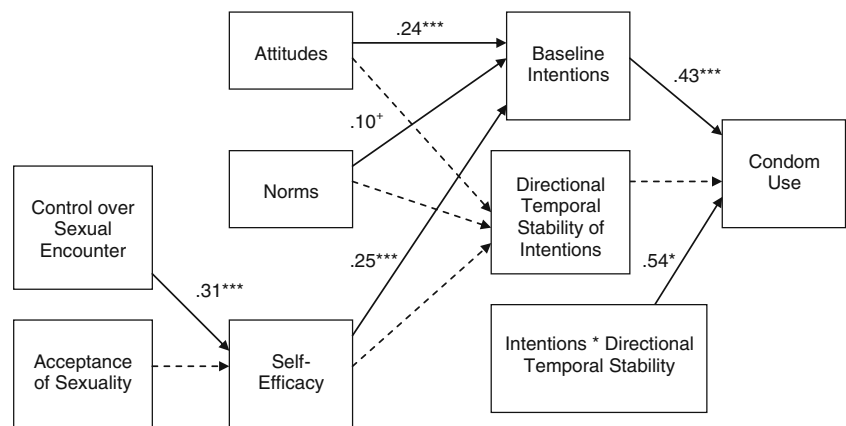 Attitudes
.24***
Baseline
Intentions
.43***
.10+
Norms
Directional
Temporal
Stability of
Intentions
Condom
Use
Control over
Sexual
Encounter
.25***
.54*
.31***
Acceptance
of Sexuality
Self-
Efficacy
Intentions * Directional
Temporal Stability